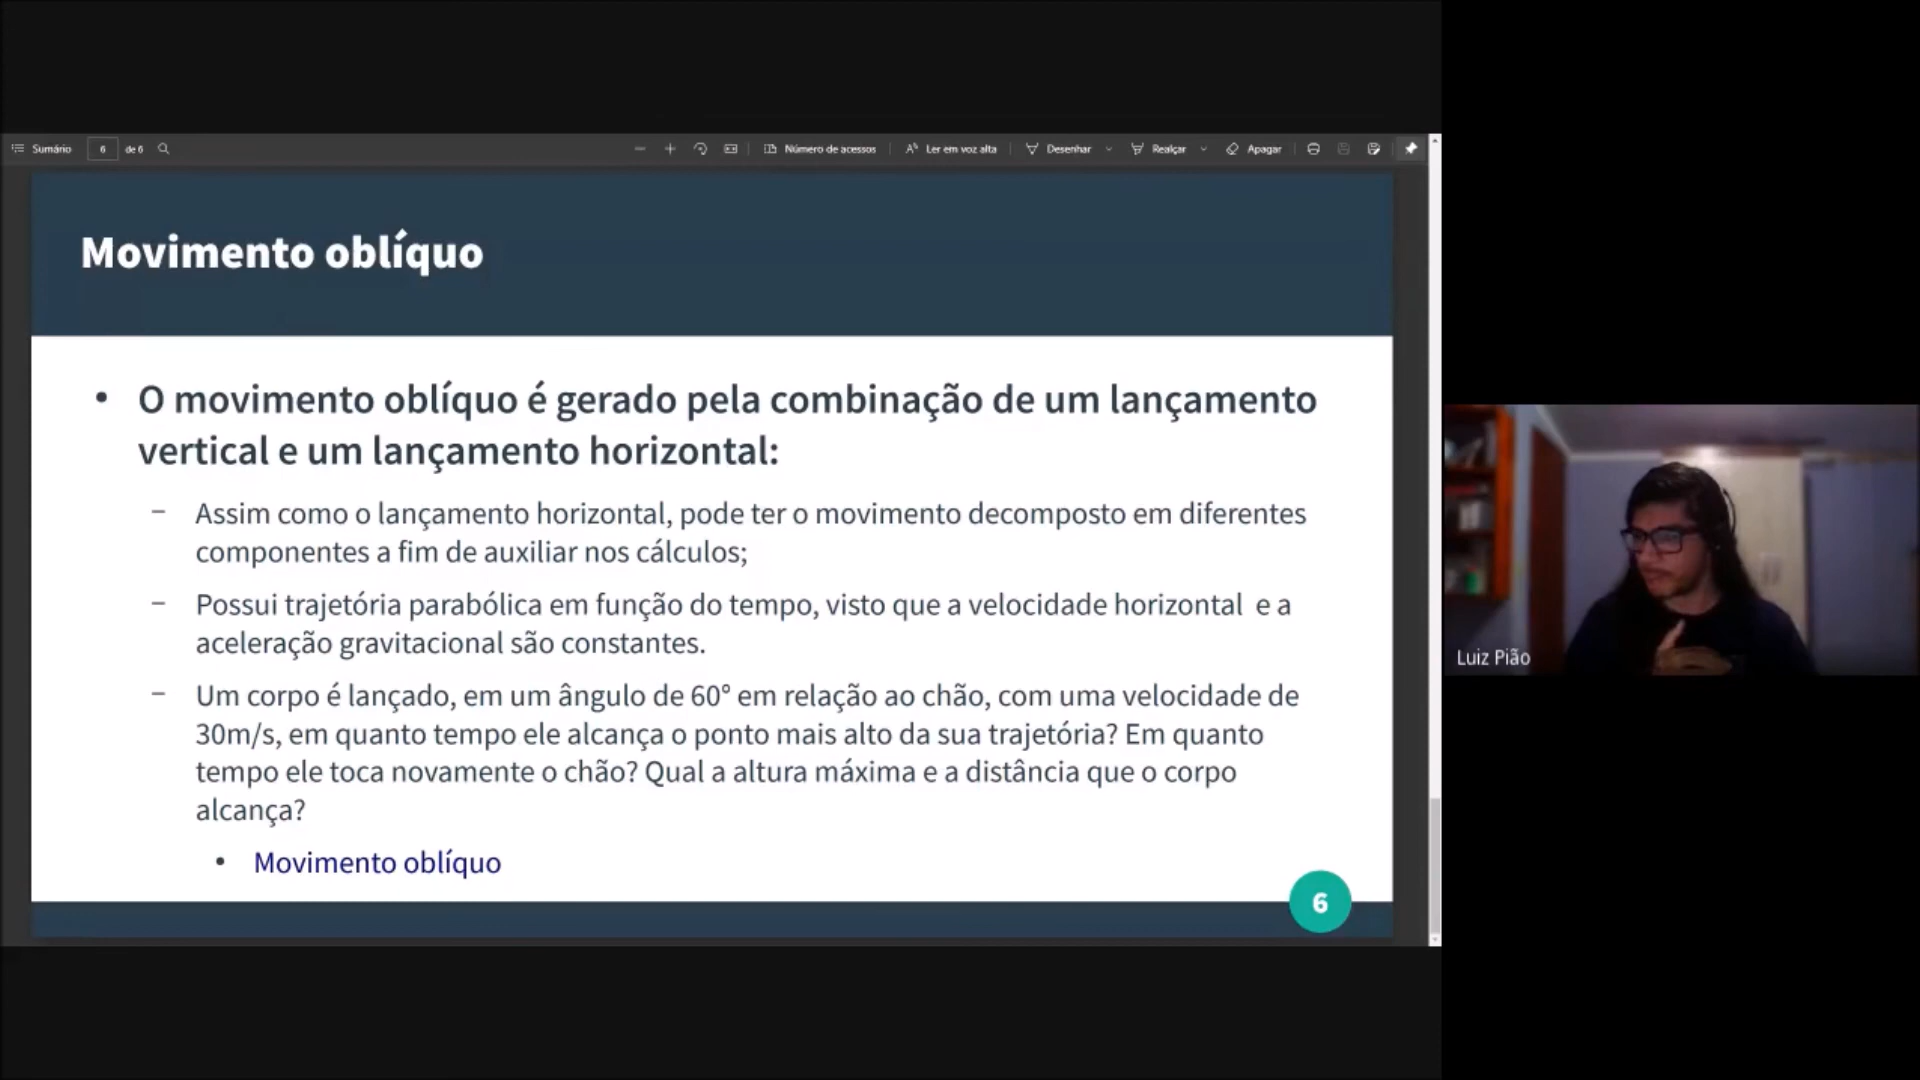 Sumário 6 de 6 Número de acessos Ler em voz alta Desenhar Realçar Apagar
Movimento oblíquo
• O movimento oblíquo é gerado pela combinação de um lançamento
vertical e um lançamento horizontal:
– Assim como o lançamento horizontal, pode ter o movimento decomposto em diferentes
componentes a fim de auxiliar nos cálculos;
– Possui trajetória parabólica em função do tempo, visto que a velocidade horizontal e a
aceleração gravitacional são constantes.
– Um corpo é lançado, em um ângulo de 60° em relação ao chão, com uma velocidade de
30m/s, em quanto tempo ele alcança o ponto mais alto da sua trajetória? Em quanto
tempo ele toca novamente o chão? Qual a altura máxima e a distância que o corpo
alcança?
• Movimento oblíquo
6
Luiz Pião